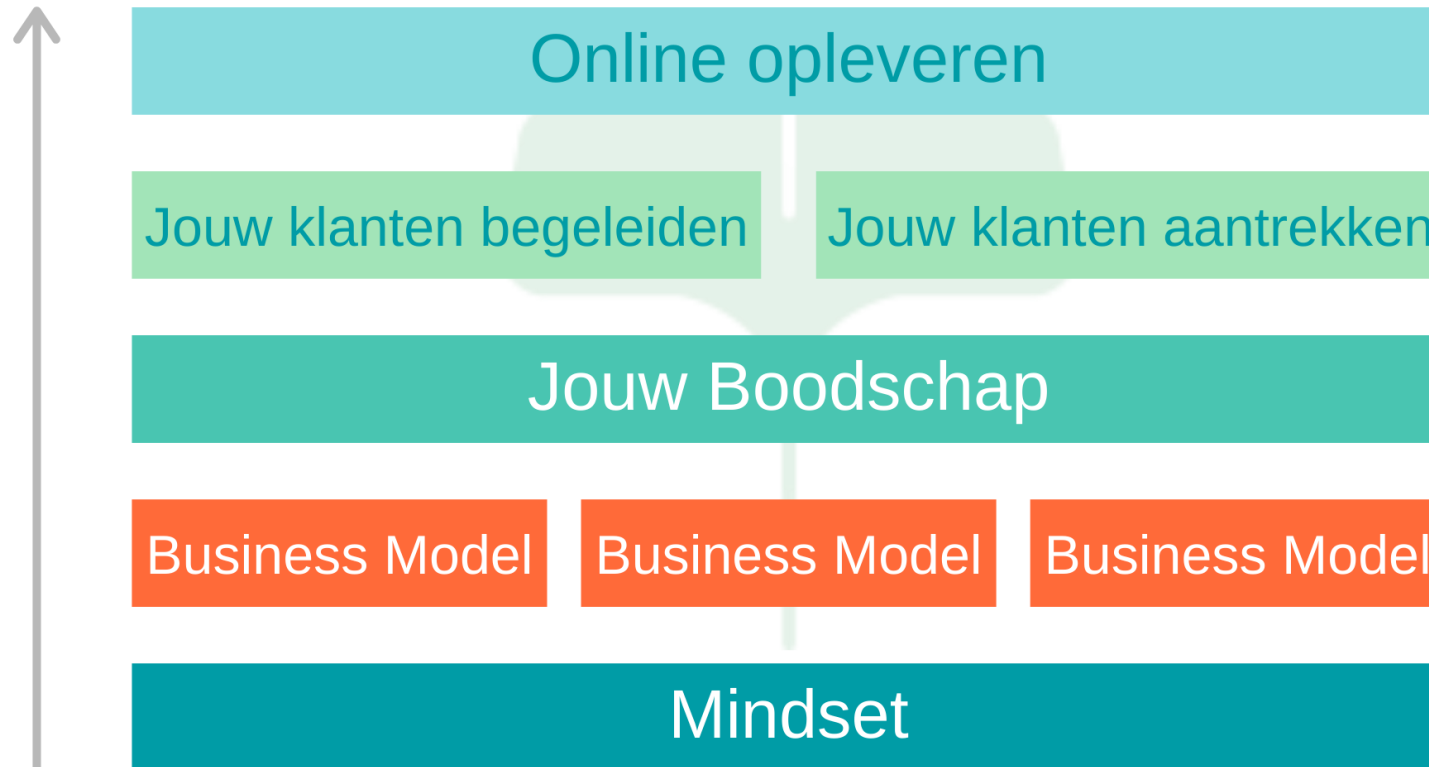 Online opleveren
Jouw klanten begeleiden
Jouw klanten aantrekken
Jouw Boodschap
Business Model
Business Model
Business Model
Mindset